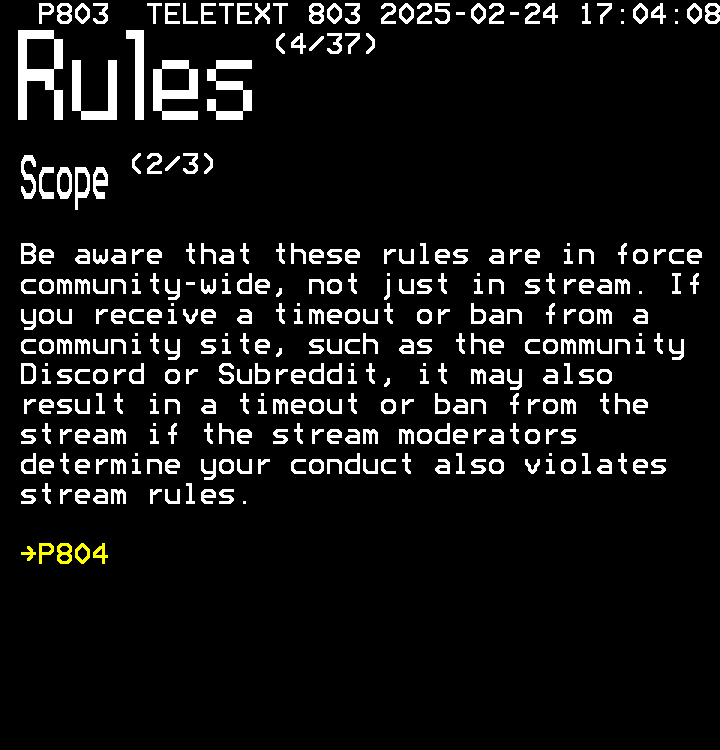 P803 TELETEXT 803 2025-02-24 17:04:08
Rules (4/37)
Scope (2/3)
Be aware that these rules are in force
community-wide, not just in stream. If
you receive a timeout or ban from a
community site, such as the community
Discord or Subreddit, it may also
result in a timeout or ban from the
stream if the stream moderators
determine your conduct also violates
stream rules.
→P804